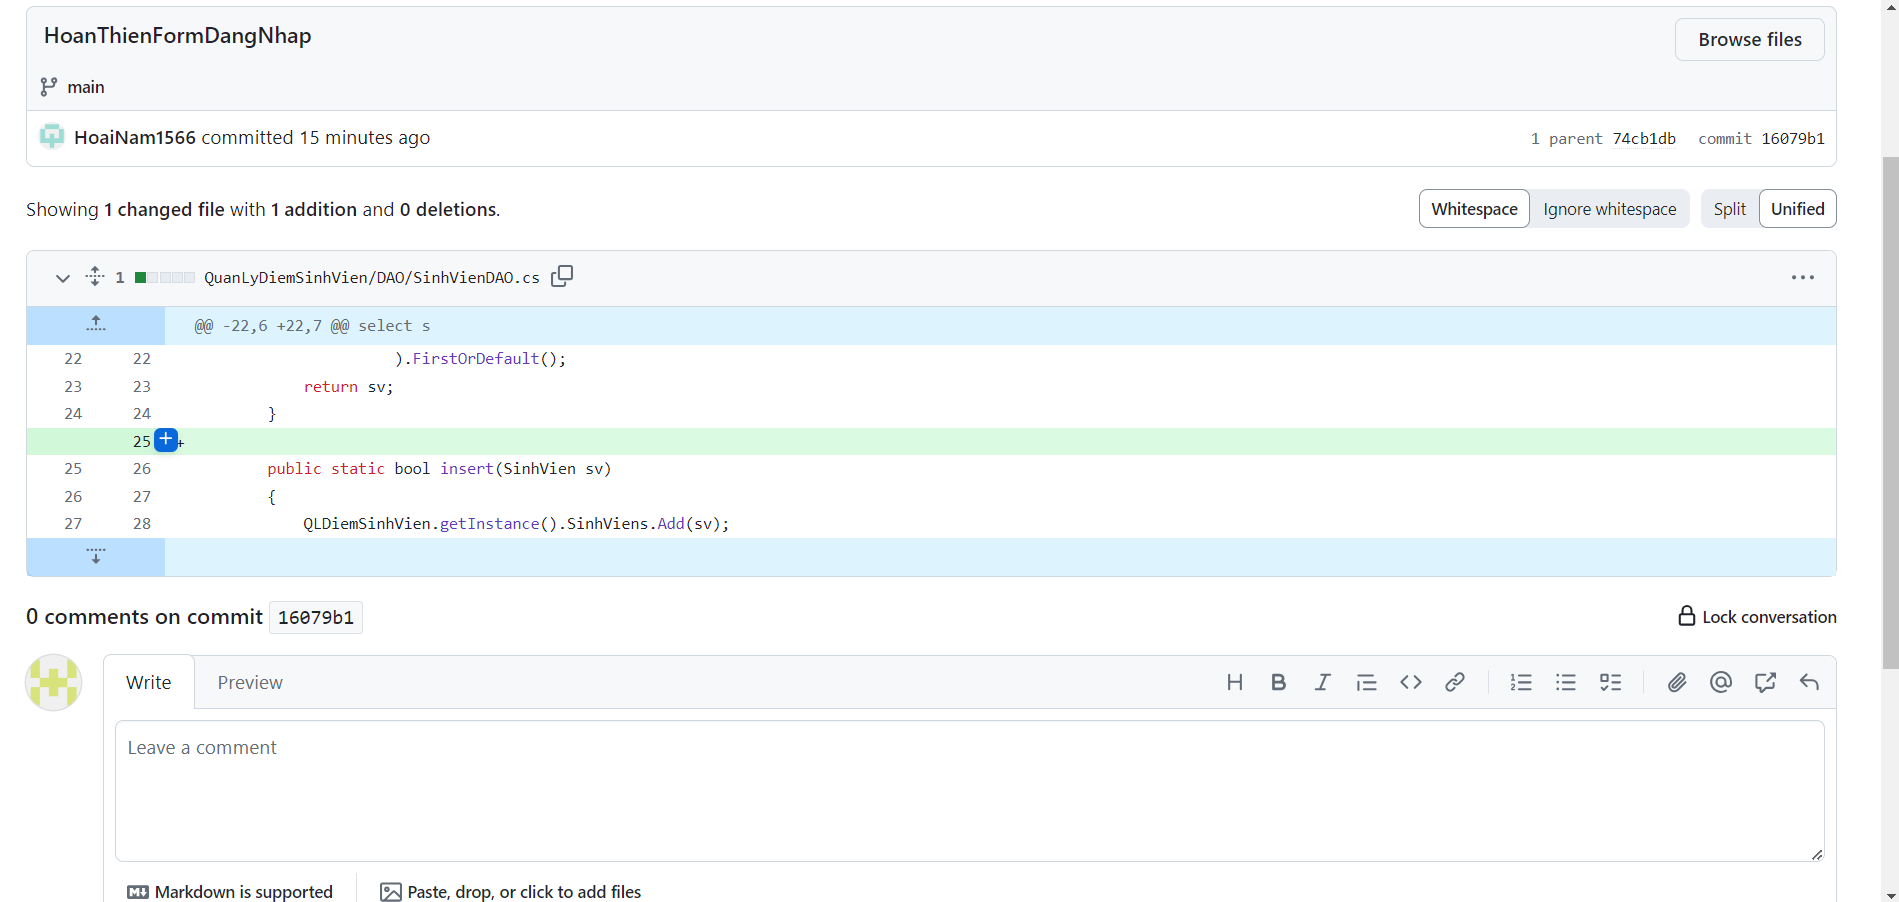 HoanThienFormDangNhap
Browse files
main
HoaiNam1566 committed 15 minutes ago
1 parent 74cb1db commit 16079b1
Showing 1 changed file with 1 addition and 0 deletions.
Whitespace Ignore whitespace Split Unified
1 QuanLyDiemSinhVien/DAO/SinhVienDAO.cs
@@ -22,6 +22,7 @@ select s
22 22 ).FirstOrDefault();
23 23 return sv;
24 24 }
25 +
25 26 public static bool insert(SinhVien sv)
26 27 {
27 28 QLDiemSinhVien.getInstance().SinhViens.Add(sv);
0 comments on commit 16079b1
Lock conversation
Write Preview
Leave a comment
Markdown is supported
Paste, drop, or click to add files